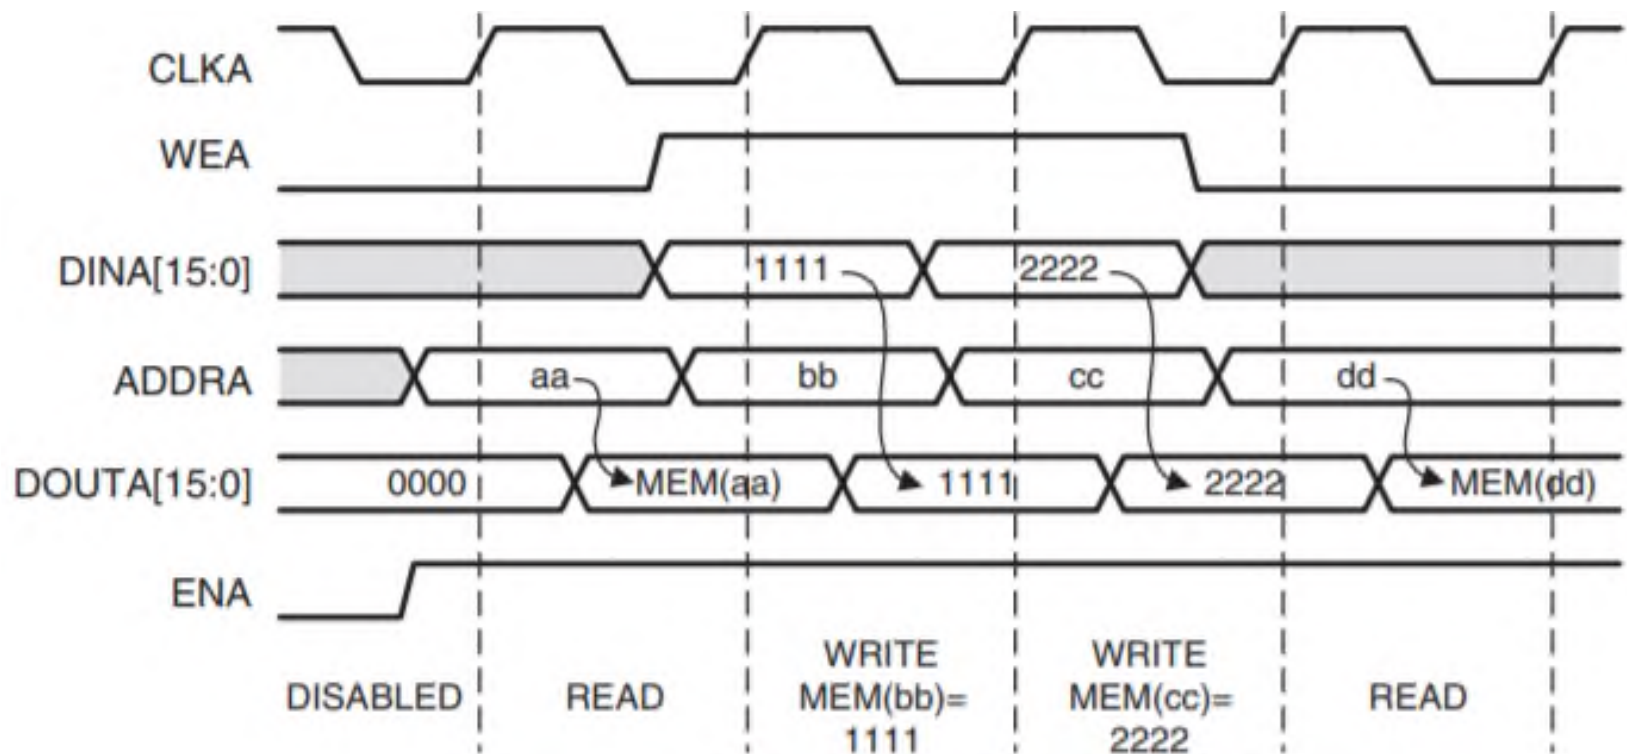 CLKA
WEA
DINA[15:0] 1111 2222
ADDRA aa bb cc dd
DOUTA[15:0] 0000 MEM(aa) 1111 2222 MEM(dd)
ENA
DISABLED READ WRITE MEM(bb)= 1111 WRITE MEM(cc)= 2222 READ